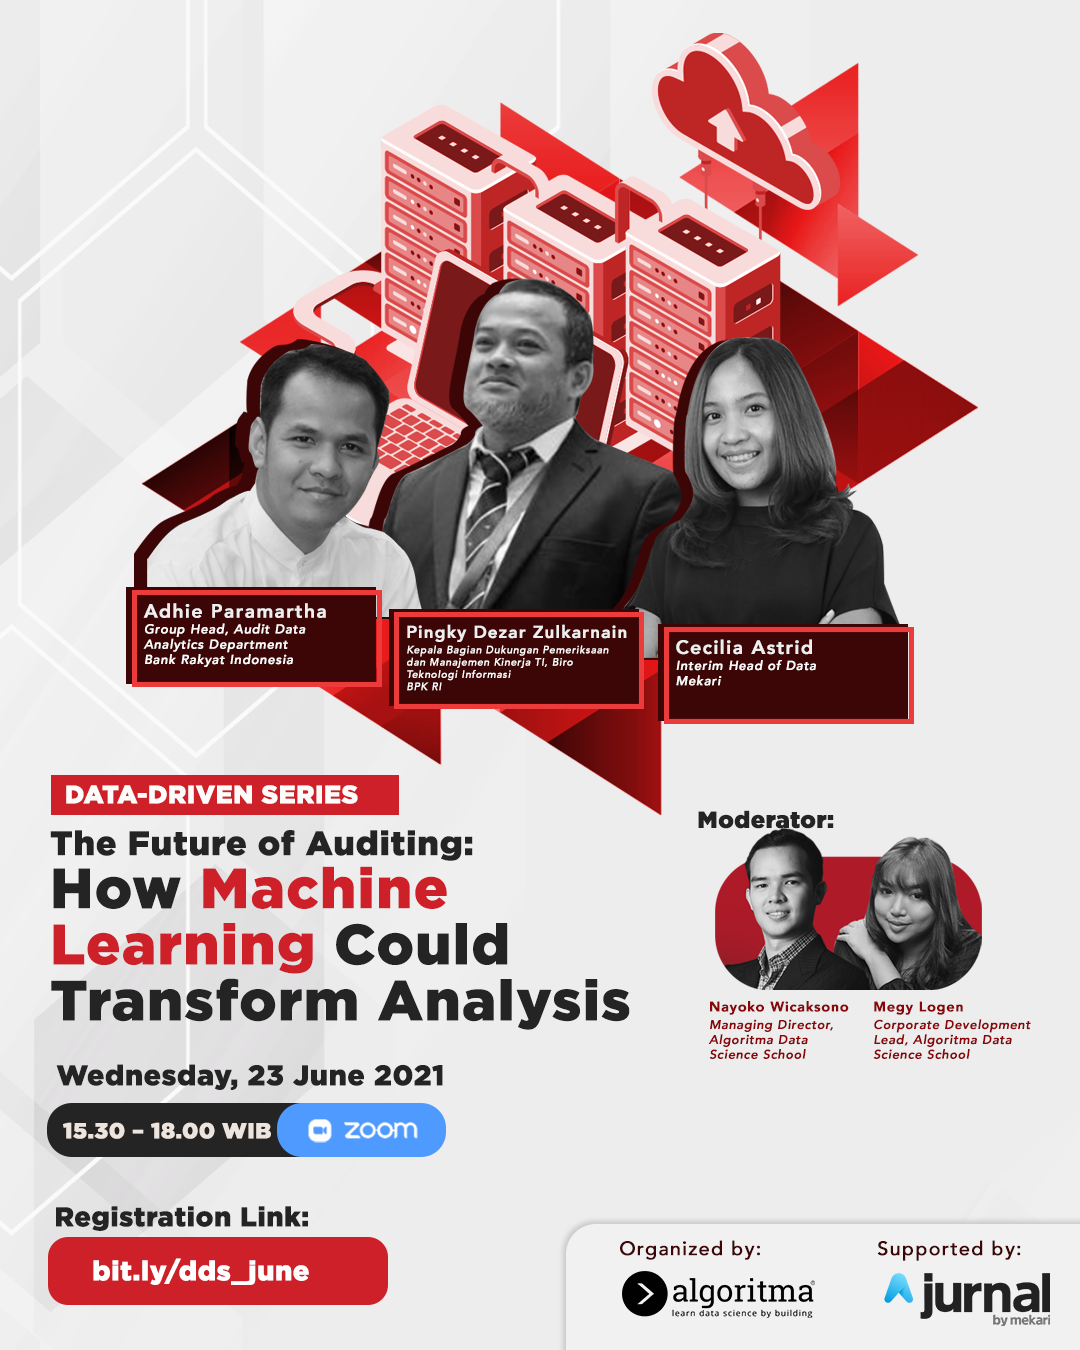 Adhie Paramartha
Group Head, Audit Data
Analytics Department
Bank Rakyat Indonesia
Pingky Dezar Zulkarnain
Kepala Bagian Dukungan Pemeriksaan
dan Manajemen Kinerja TI, Biro
Teknologi Informasi
BPK RI
Cecilia Astrid
Interim Head of Data
Mekari
DATA-DRIVEN SERIES
The Future of Auditing:
How Machine
Learning Could
Transform Analysis
Wednesday, 23 June 2021
15.30 – 18.00 WIB
zoom
Registration Link:
bit.ly/dds_june
Moderator:
Nayoko Wicaksono
Managing Director,
Algoritma Data
Science School
Megy Logen
Corporate Development
Lead, Algoritma Data
Science School
Organized by:
algoritma®
learn data science by building
Supported by:
jurnal
by mekari